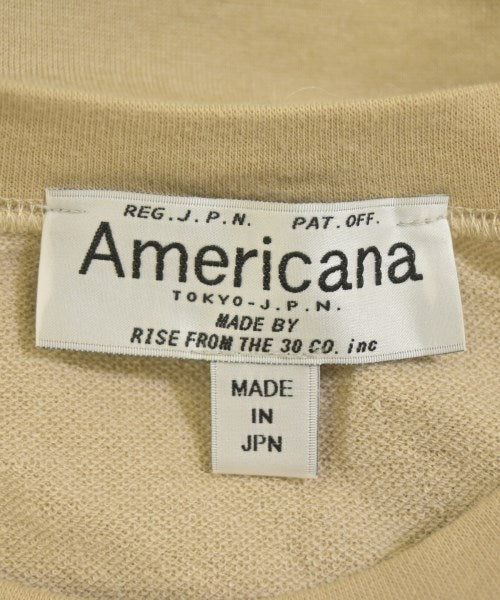 REG.J.P.N. PAT.OFF.
Americana
TOKYO-J.P.N.
MADE BY
RISE FROM THE 30 CO. inc
MADE
IN
JPN